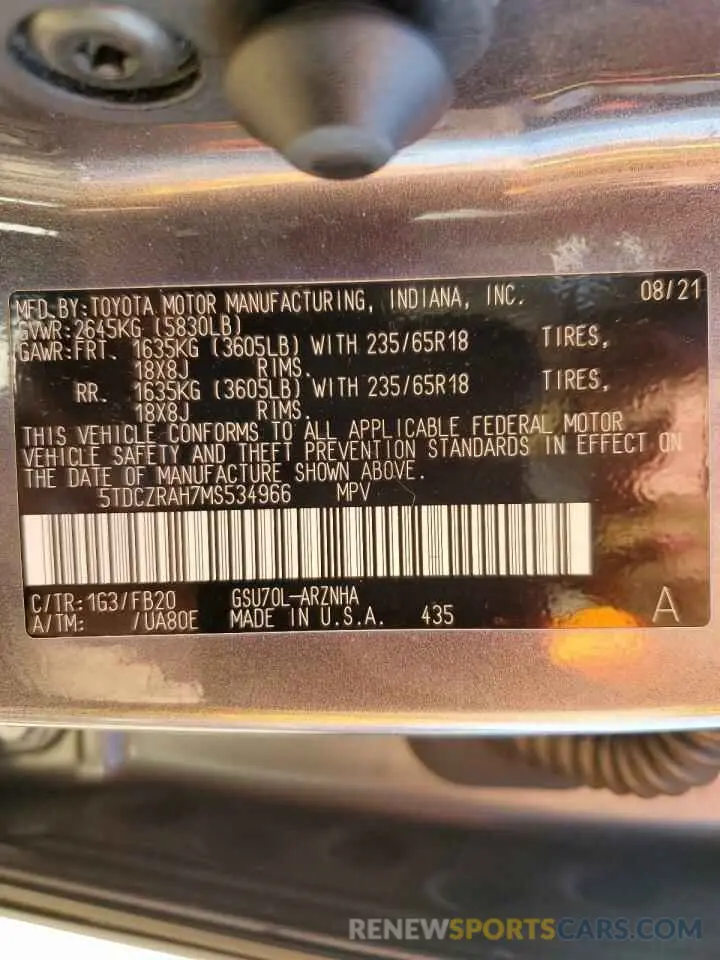 MFD.BY:TOYOTA MOTOR MANUFACTURING, INDIANA, INC. 08/21
GVWR:2645KG (5830LB)
GAWR:FRT. 1635KG (3605LB) WITH 235/65R18 TIRES,
18X8J RIMS.
RR. 1635KG (3605LB) WITH 235/65R18 TIRES,
18X8J RIMS.
THIS VEHICLE CONFORMS TO ALL APPLICABLE FEDERAL MOTOR
VEHICLE SAFETY AND THEFT PREVENTION STANDARDS IN EFFECT ON
THE DATE OF MANUFACTURE SHOWN ABOVE.
5TDCZRAH7MS534966 MPV
C/TR:1G3/FB20 GSU70L-ARZNHA
A/TM: /UA80E MADE IN U.S.A. 435 A
RENEWSPORTSCARS.COM